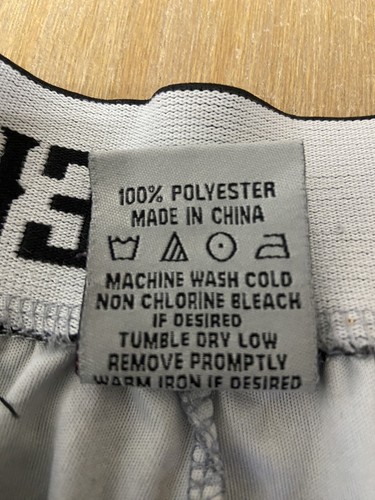 100% POLYESTER
MADE IN CHINA
MACHINE WASH COLD
NON CHLORINE BLEACH
IF DESIRED
TUMBLE DRY LOW
REMOVE PROMPTLY
WARM IRON IF DESIRED